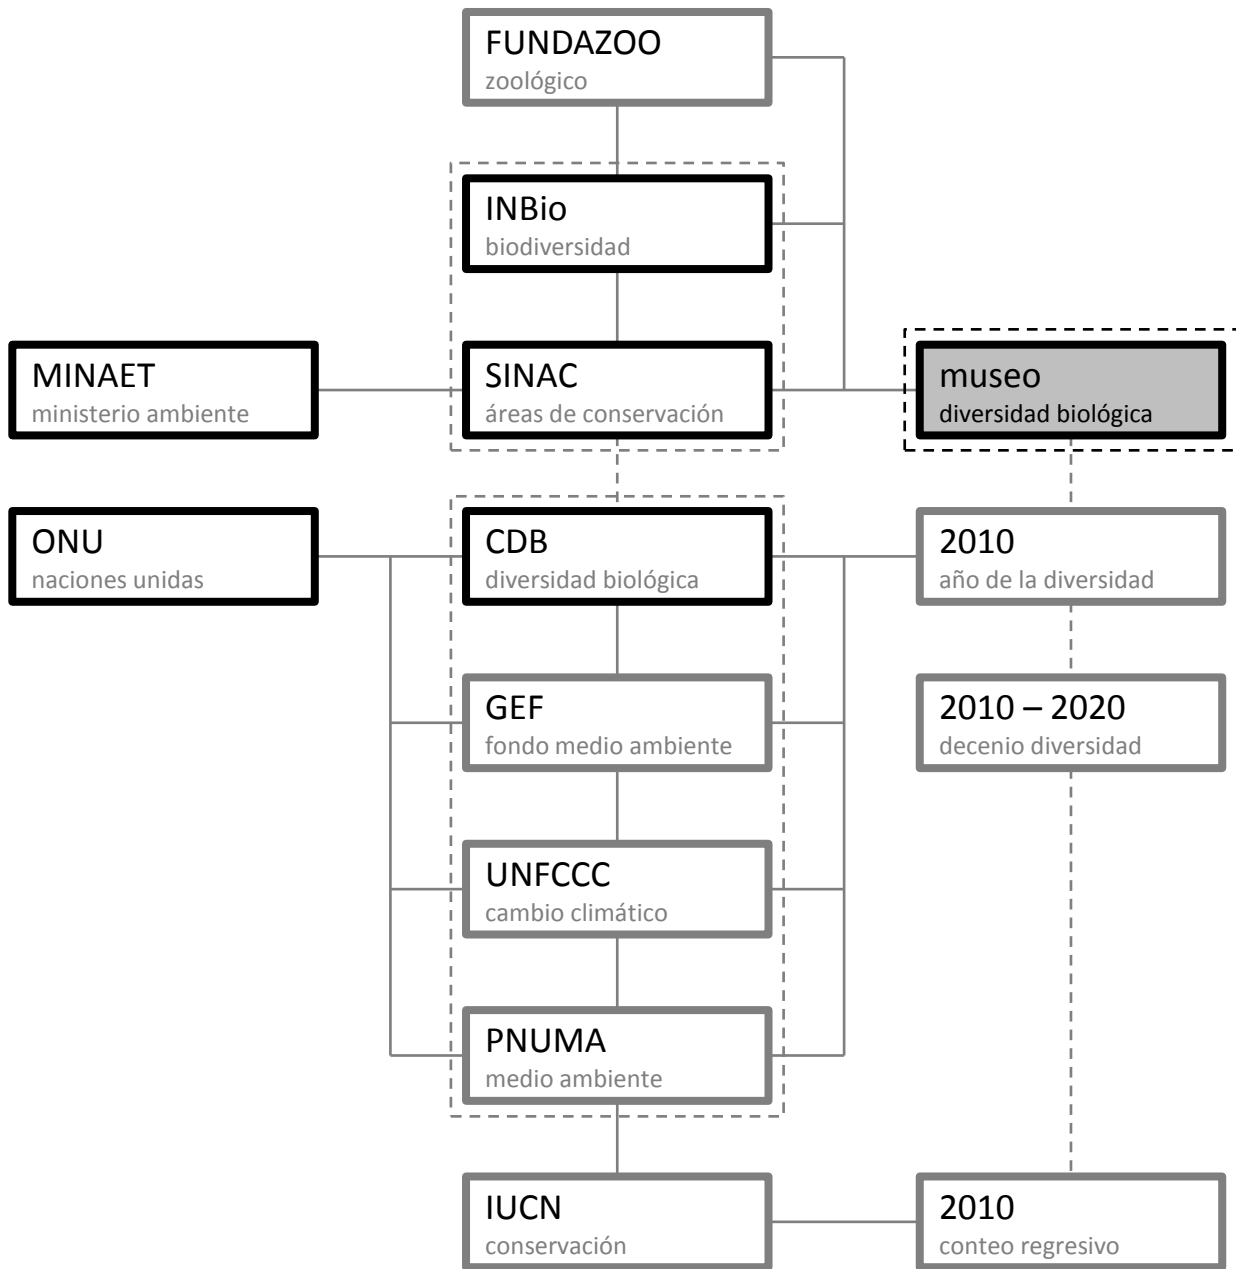 FUNDAZOO
zoológico
INBio
biodiversidad
MINAET
ministerio ambiente
SINAC
áreas de conservación
museo
diversidad biológica
ONU
naciones unidas
CDB
diversidad biológica
2010
año de la diversidad
GEF
fondo medio ambiente
2010 – 2020
decenio diversidad
UNFCCC
cambio climático
PNUMA
medio ambiente
IUCN
conservación
2010
conteo regresivo